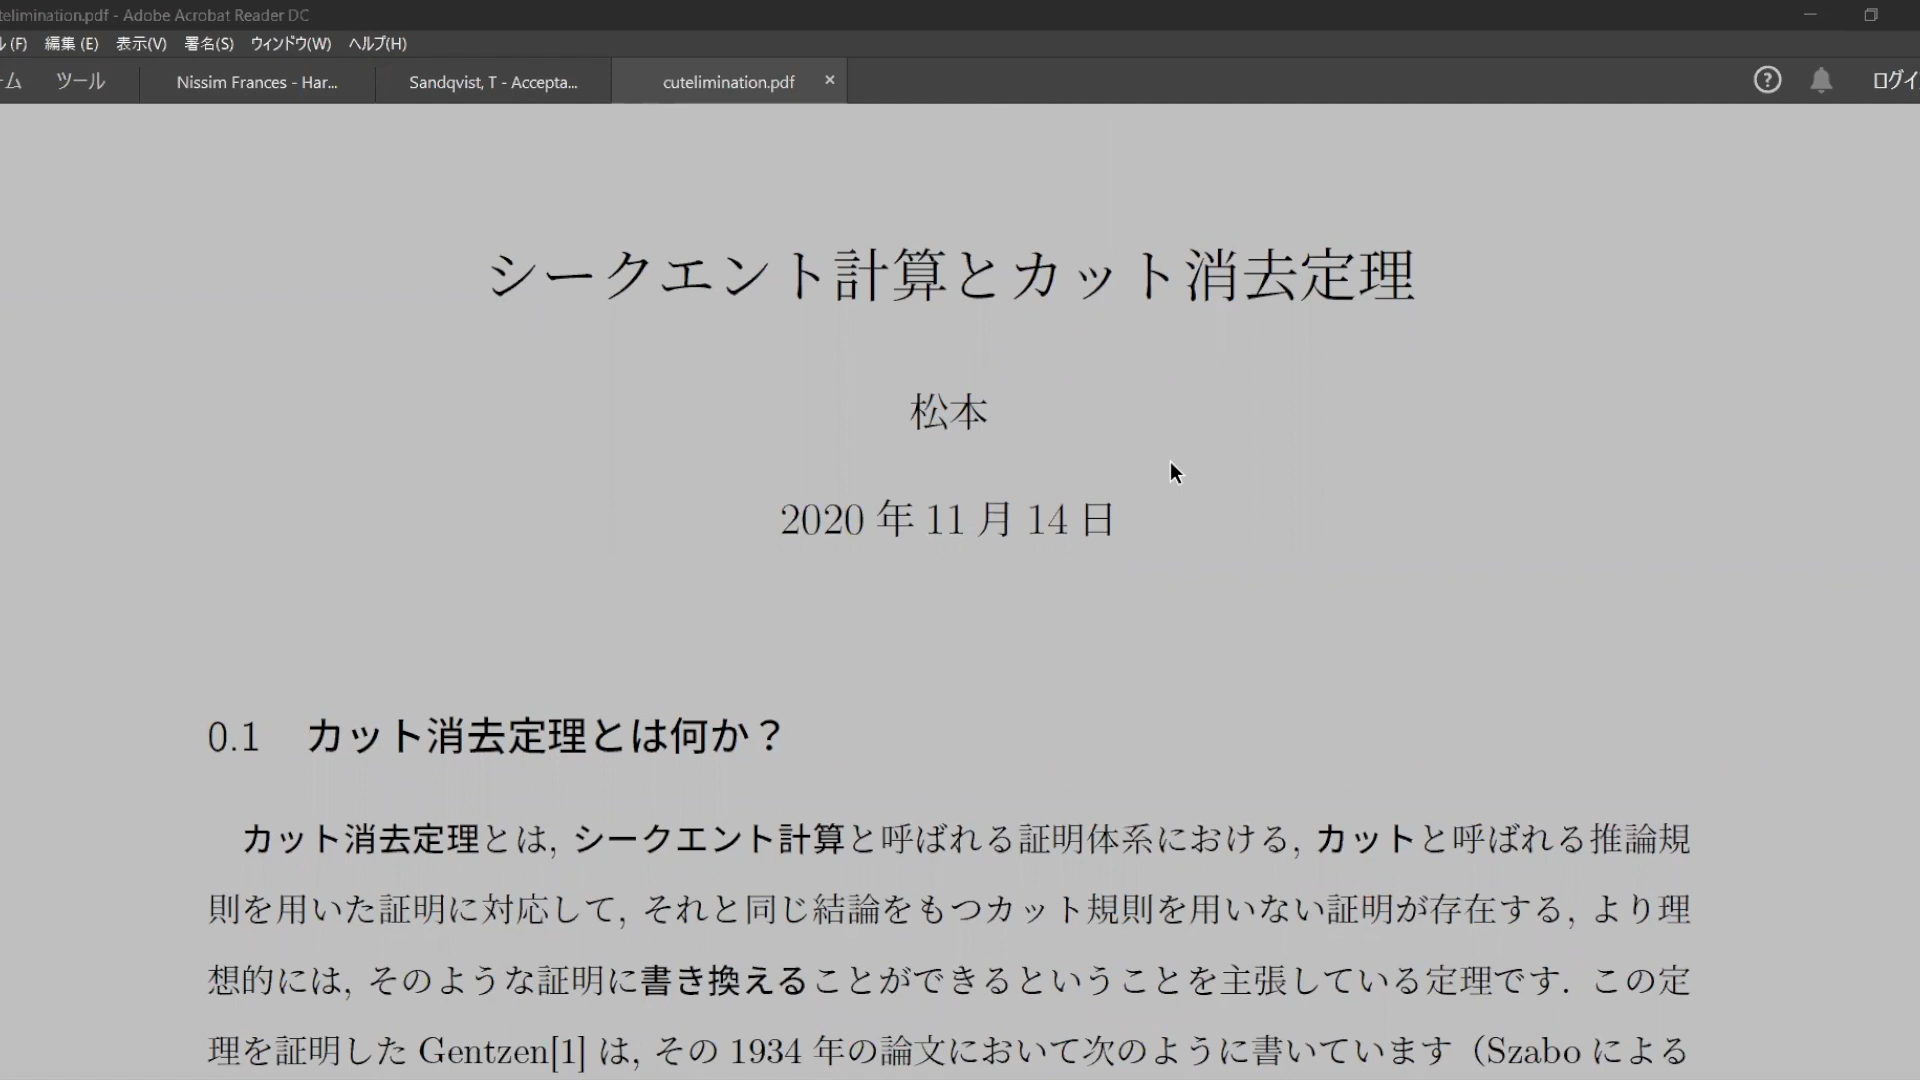 telimination.pdf - Adobe Acrobat Reader DC
ル(F) 編集(E) 表示(V) 署名(S) ウィンドウ(W) ヘルプ(H)
ーム ツール Nissim Frances - Har... Sandqvist, T - Accepta... cutelimination.pdf × ? ログイ
シークエント計算とカット消去定理
松本
2020 年 11 月 14 日
0.1 カット消去定理とは何か？
カット消去定理とは, シークエント計算と呼ばれる証明体系における, カットと呼ばれる推論規
則を用いた証明に対応して, それと同じ結論をもつカット規則を用いない証明が存在する, より理
想的には, そのような証明に書き換えることができるということを主張している定理です. この定
理を証明した Gentzen[1] は, その 1934 年の論文において次のように書いています（Szabo による